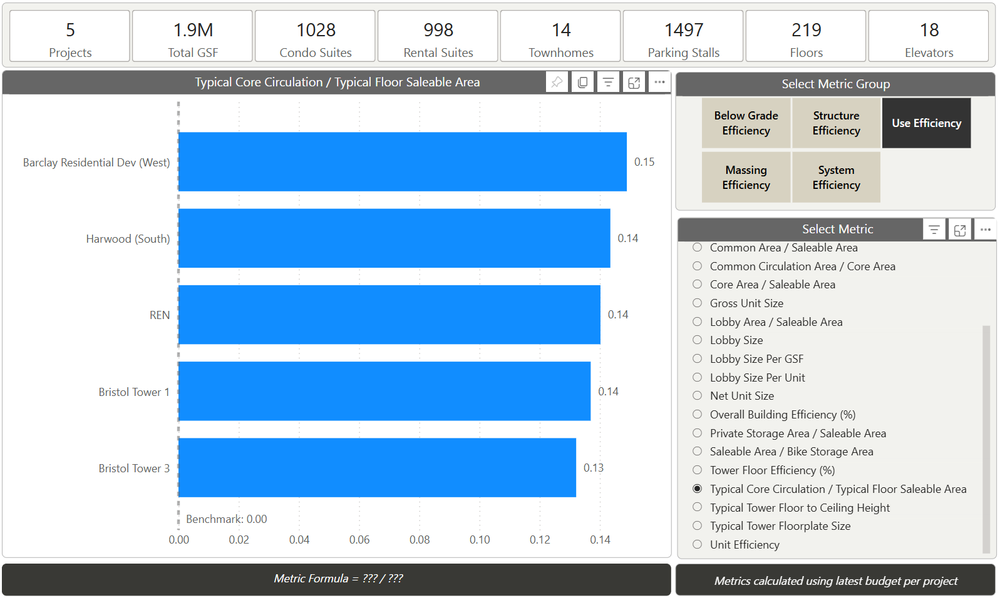 5
Projects
1.9M
Total GSF
1028
Condo Suites
998
Rental Suites
14
Townhomes
1497
Parking Stalls
219
Floors
18
Elevators
Typical Core Circulation / Typical Floor Saleable Area
Barclay Residential Dev (West)
0.15
Harwood (South)
0.14
REN
0.14
Bristol Tower 1
0.14
Bristol Tower 3
0.13
Benchmark: 0.00
0.00 0.02 0.04 0.06 0.08 0.10 0.12 0.14
Metric Formula = ??? / ???
Select Metric Group
Below Grade
Efficiency
Structure
Efficiency
Use Efficiency
Massing
Efficiency
System
Efficiency
Select Metric
Common Area / Saleable Area
Common Circulation Area / Core Area
Core Area / Saleable Area
Gross Unit Size
Lobby Area / Saleable Area
Lobby Size
Lobby Size Per GSF
Lobby Size Per Unit
Net Unit Size
Overall Building Efficiency (%)
Private Storage Area / Saleable Area
Saleable Area / Bike Storage Area
Tower Floor Efficiency (%)
Typical Core Circulation / Typical Floor Saleable Area
Typical Tower Floor to Ceiling Height
Typical Tower Floorplate Size
Unit Efficiency
Metrics calculated using latest budget per project